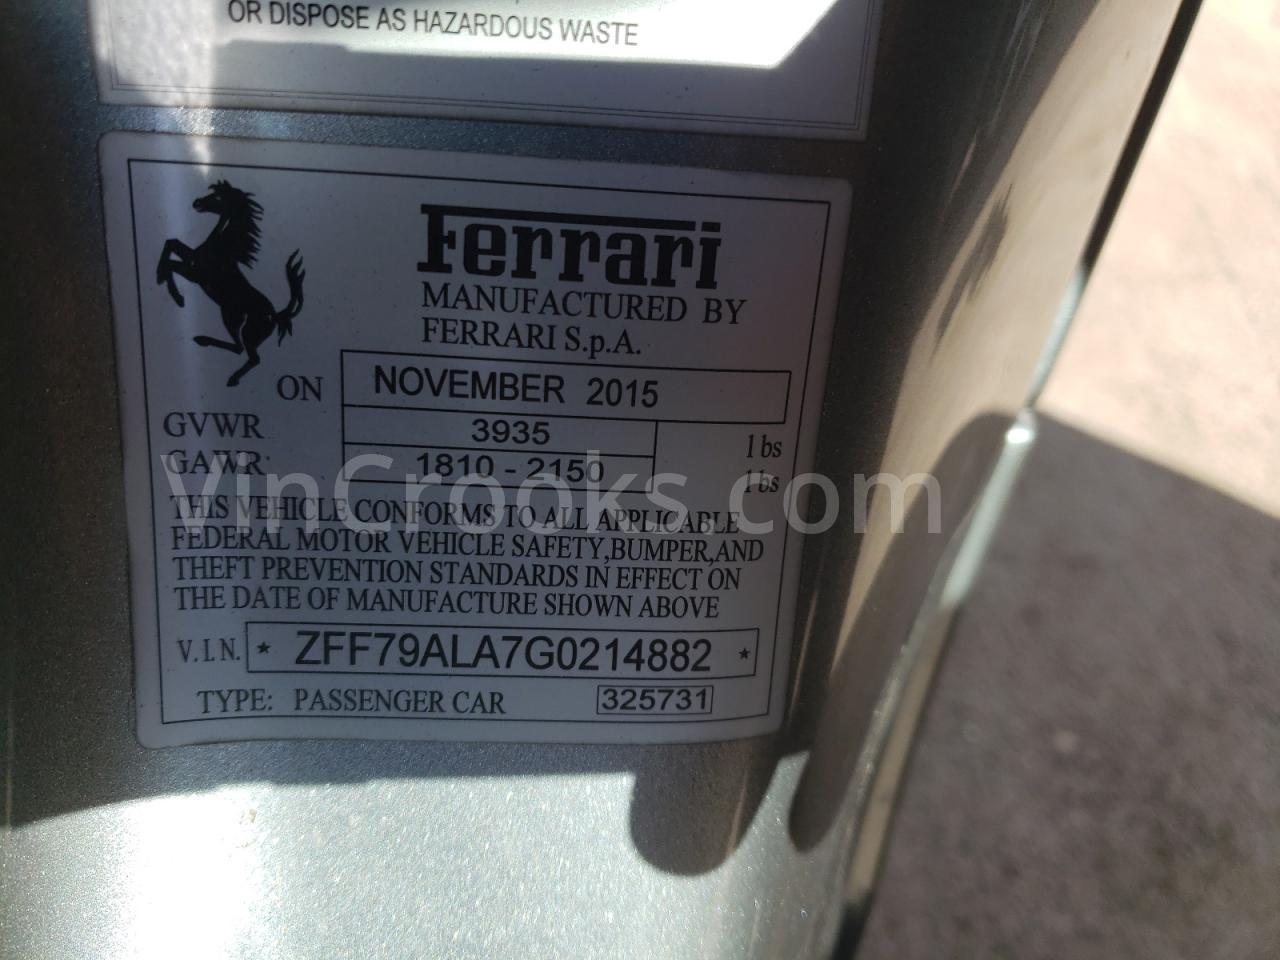 OR DISPOSE AS HAZARDOUS WASTE
Ferrari
MANUFACTURED BY
FERRARI S.p.A.
ON NOVEMBER 2015
GVWR 3935 lbs
GAWR: 1810 - 2150 lbs
VinCrooks.com
THIS VEHICLE CONFORMS TO ALL APPLICABLE
FEDERAL MOTOR VEHICLE SAFETY,BUMPER,AND
THEFT PREVENTION STANDARDS IN EFFECT ON
THE DATE OF MANUFACTURE SHOWN ABOVE
V.I.N. * ZFF79ALA7G0214882 *
TYPE: PASSENGER CAR 325731